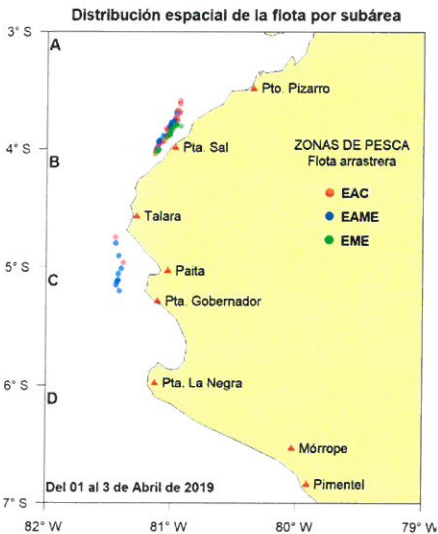 Distribución espacial de la flota por subárea
3° S
A
Pto. Pizarro
ZONAS DE PESCA
Flota arrastrera
4° S
Pta. Sal
B
EAC
EAME
EME
Talara
5° S
Paita
C
Pta. Gobernador
6° S
Pta. La Negra
D
Mórrope
Pimentel
Del 01 al 3 de Abril de 2019
7° S
82° W
81° W
80° W
79° W